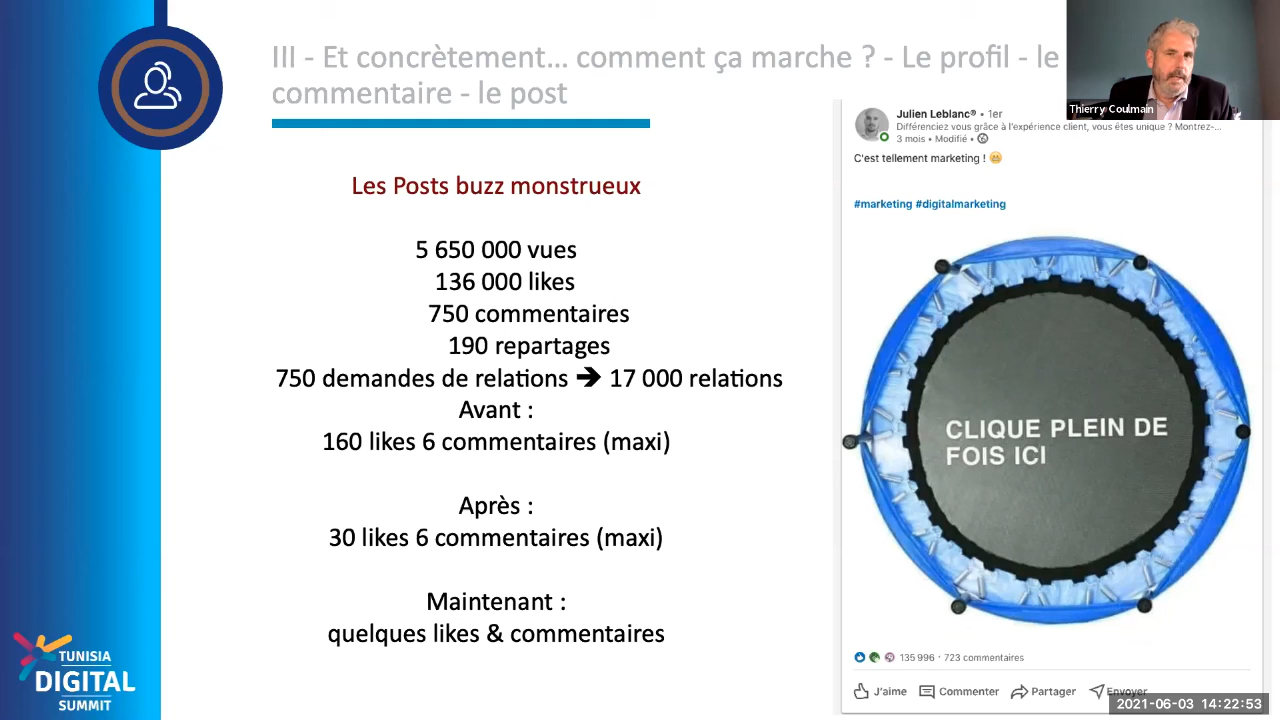 III - Et concrètement… comment ça marche ? - Le profil - le
commentaire - le post
Thierry Coulmain
Les Posts buzz monstrueux
5 650 000 vues
136 000 likes
750 commentaires
190 repartages
750 demandes de relations 🡺 17 000 relations
Avant :
160 likes 6 commentaires (maxi)
Après :
30 likes 6 commentaires (maxi)
Maintenant :
quelques likes & commentaires
Julien Leblanc® • 1er
Différenciez vous grâce à l'expérience client, vous êtes unique ? Montrez-...
3 mois • Modifié •
C'est tellement marketing ! 😁
#marketing #digitalmarketing
CLIQUE PLEIN DE
FOIS ICI
135 996 · 723 commentaires
J'aime Commenter Partager Envoyer
TUNISIA
DIGITAL
SUMMIT
2021-06-03 14:22:53